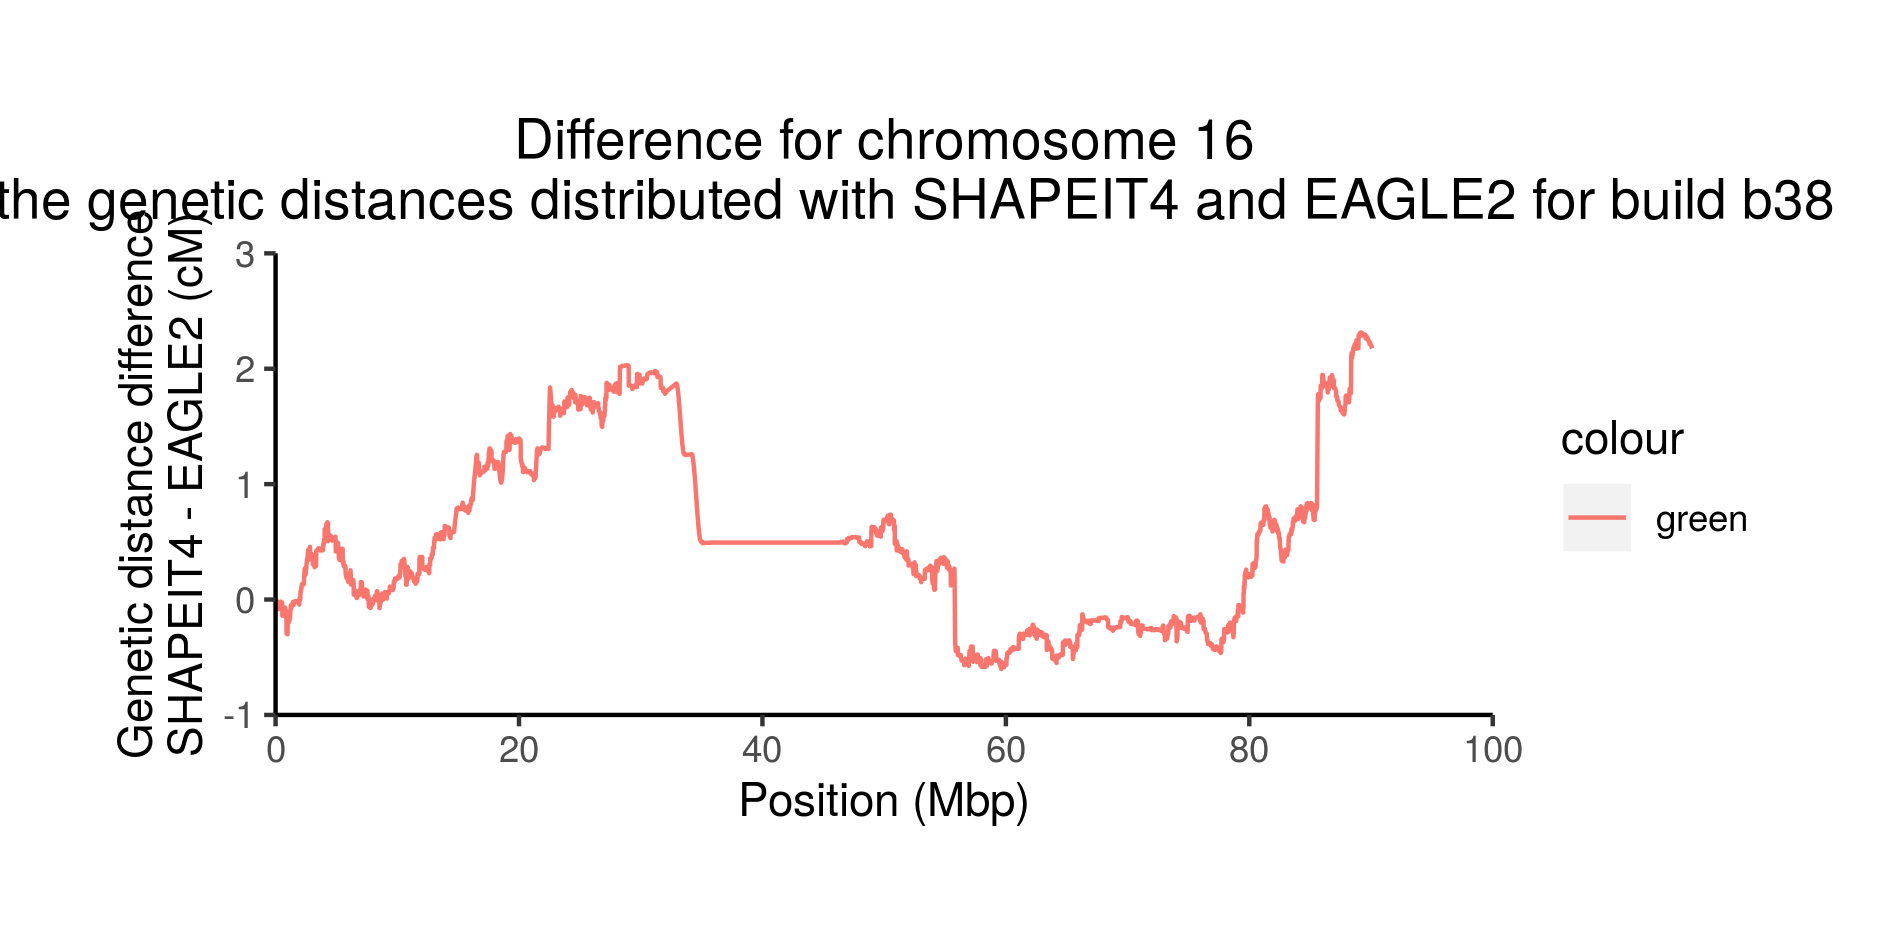 Difference for chromosome 16
the genetic distances distributed with SHAPEIT4 and EAGLE2 for build b38
Genetic distance difference
SHAPEIT4 - EAGLE2 (cM)
3
2
1
0
-1
0 20 40 60 80 100
Position (Mbp)
colour
green